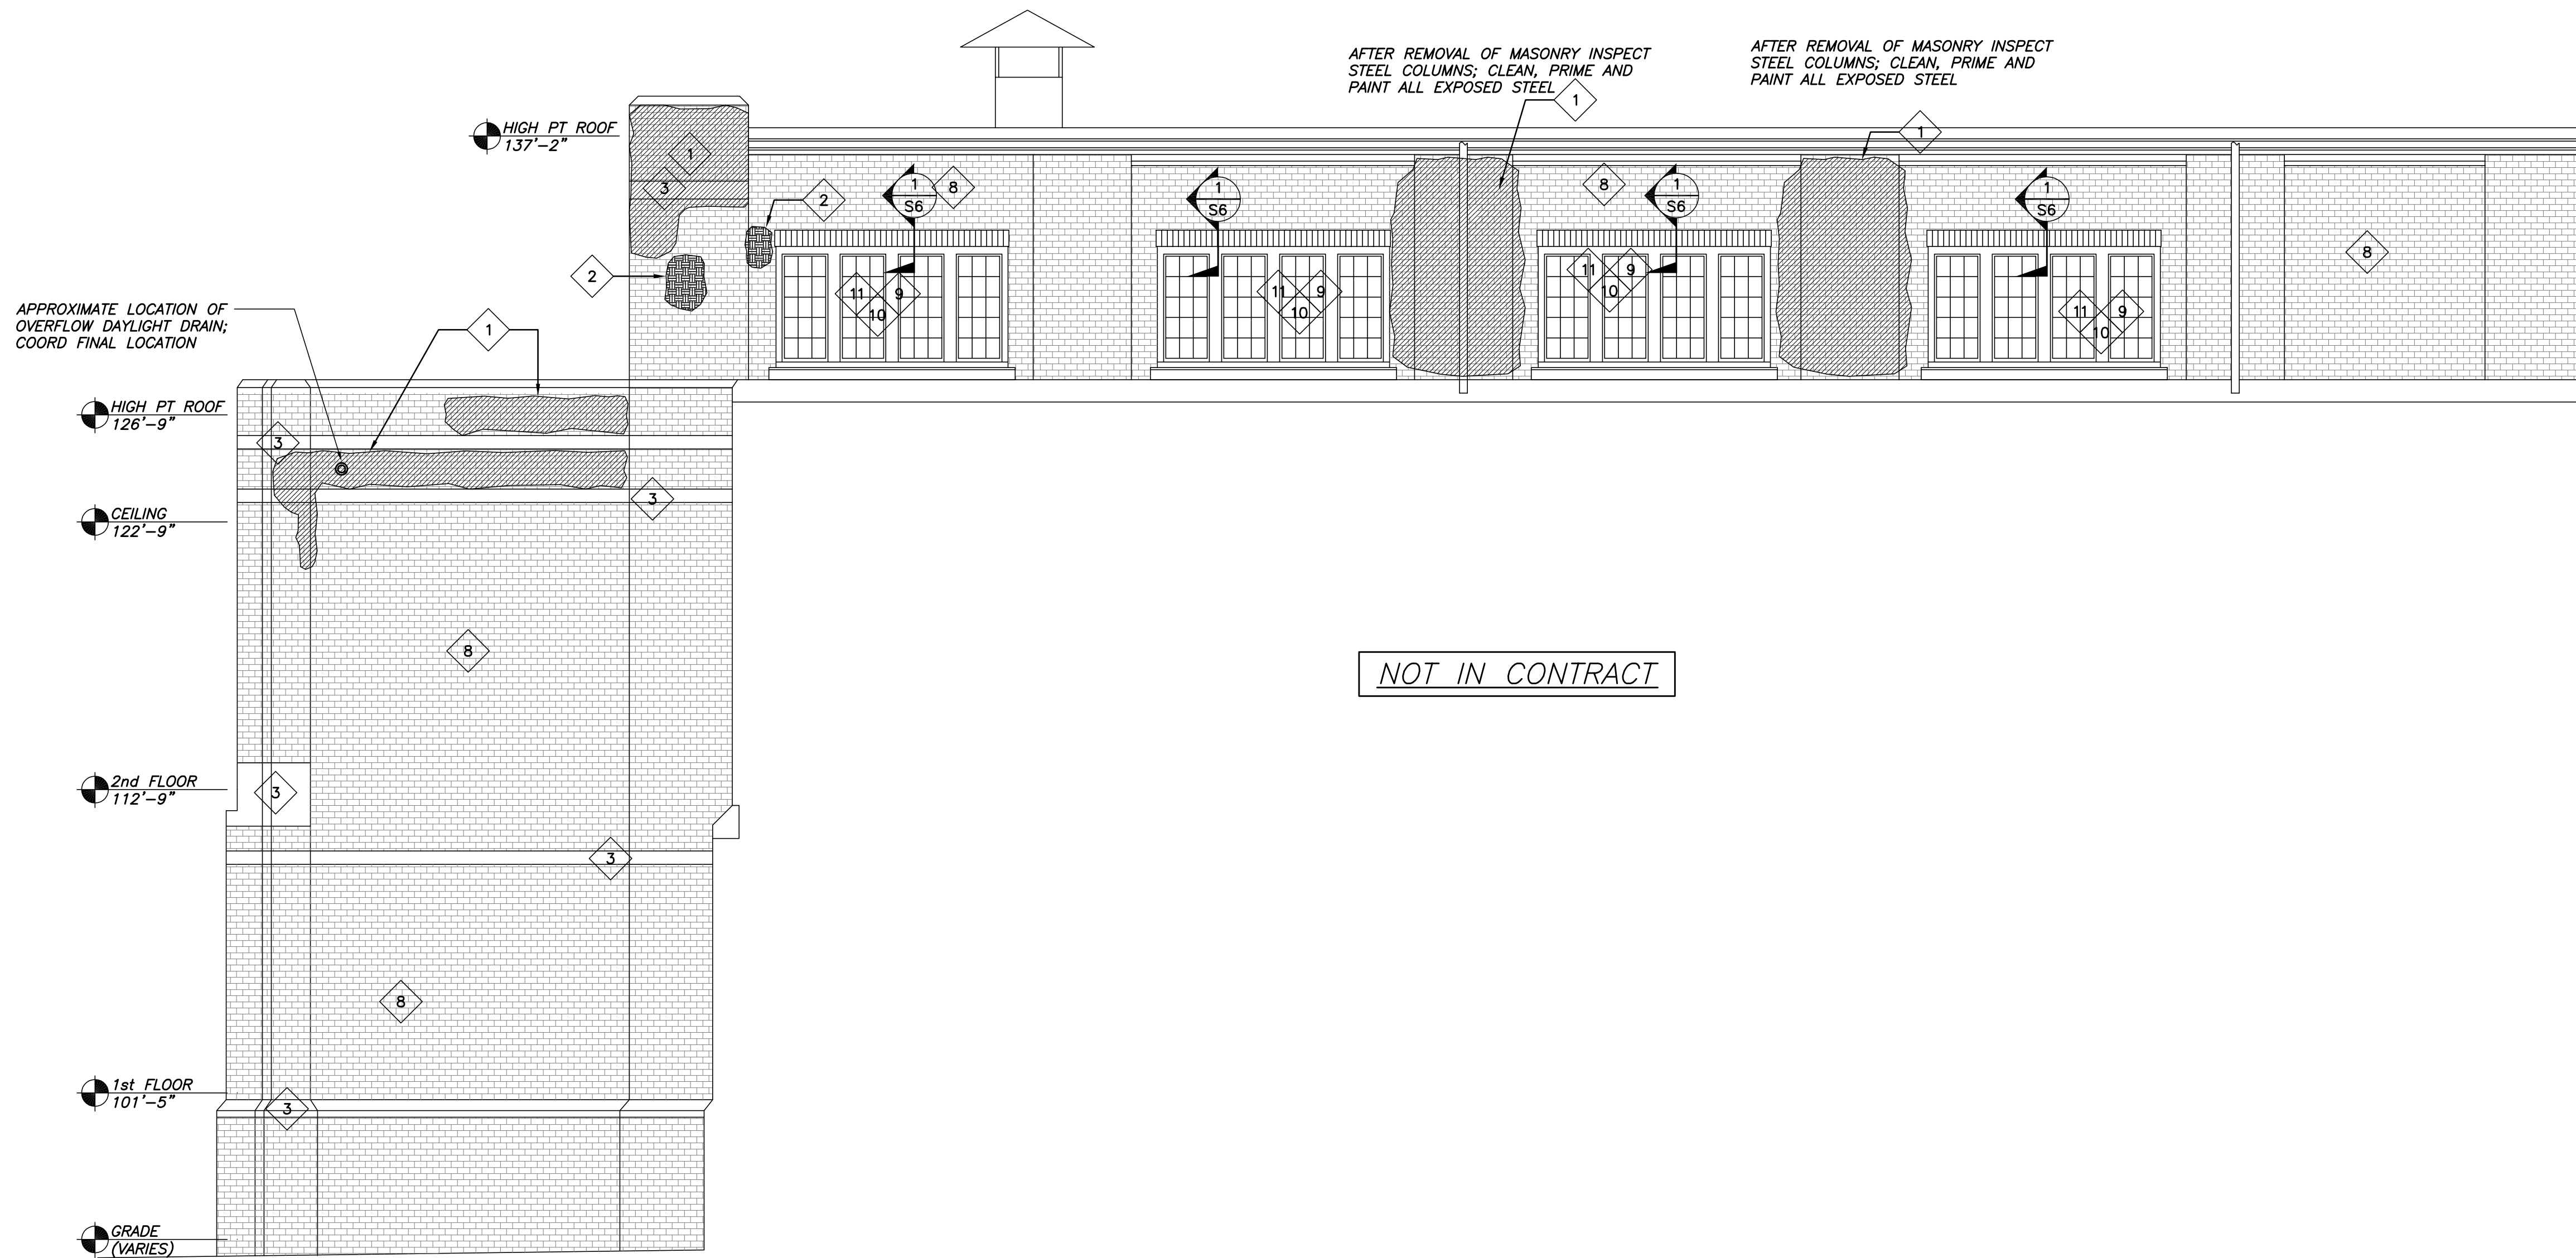 AFTER REMOVAL OF MASONRY INSPECT
STEEL COLUMNS; CLEAN, PRIME AND
PAINT ALL EXPOSED STEEL
1
AFTER REMOVAL OF MASONRY INSPECT
STEEL COLUMNS; CLEAN, PRIME AND
PAINT ALL EXPOSED STEEL
1
HIGH PT ROOF
137'-2"
1
3
2
2
1
S6
8
1
S6
8
1
S6
1
S6
8
11
9
10
11
9
10
11
9
10
11
9
10
APPROXIMATE LOCATION OF
OVERFLOW DAYLIGHT DRAIN;
COORD FINAL LOCATION
1
HIGH PT ROOF
126'-9"
3
3
CEILING
122'-9"
8
NOT IN CONTRACT
2nd FLOOR
112'-9"
3
3
8
1st FLOOR
101'-5"
3
GRADE
(VARIES)